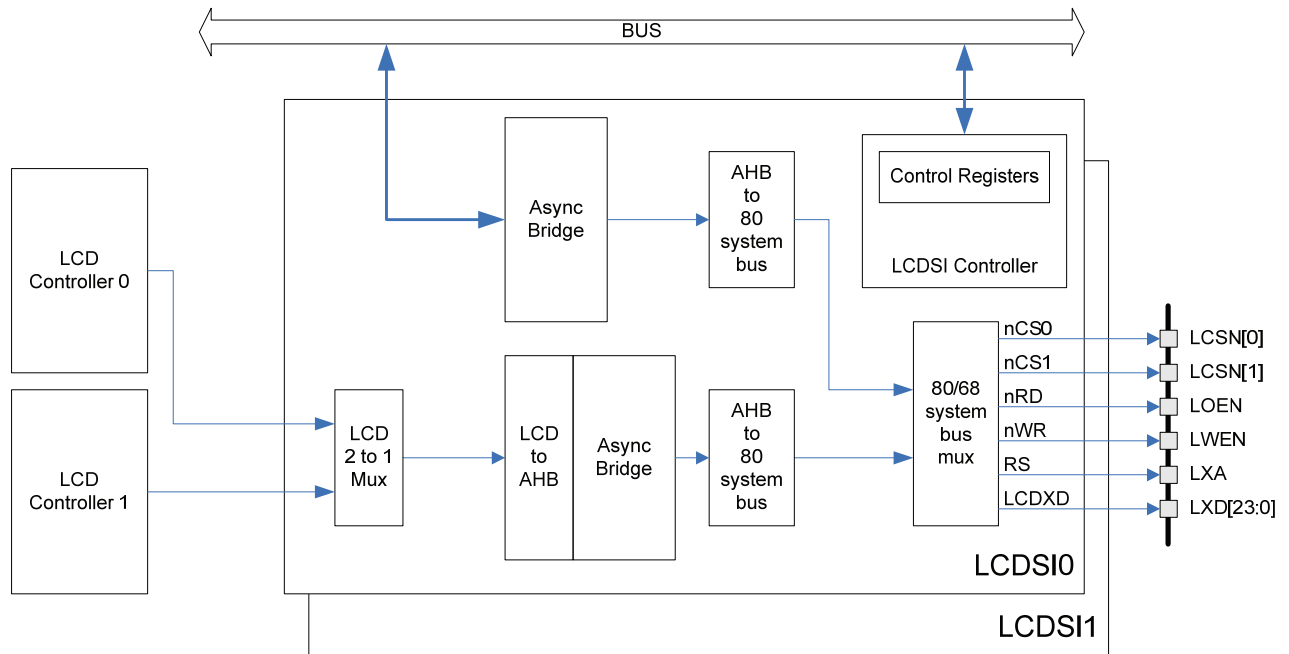 BUS
LCD
Controller 0
LCD
Controller 1
Async
Bridge
AHB
to
80
system
bus
Control Registers
LCDSI Controller
LCD
2 to 1
Mux
LCD
to
AHB
Async
Bridge
AHB
to
80
system
bus
80/68
system
bus
mux
nCS0
nCS1
nRD
nWR
RS
LCDXD
LCSN[0]
LCSN[1]
LOEN
LWEN
LXA
LXD[23:0]
LCDSI0
LCDSI1